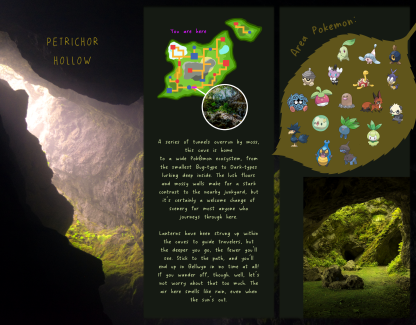 PETRICHOR
HOLLOW
You are here
Area Pokemon:
A series of tunnels overrun by moss,
this cave is home
to a wide Pokémon ecosystem, from
the smallest Bug-type to Dark-types
lurking deep inside. The lush floors
and mossy walls make for a stark
contrast to the nearby junkyard, but
it's certainly a welcome change of
scenery for most anyone who
journeys through here.
Lanterns have been strung up within
the caves to guide travelers, but
the deeper you go, the fewer you'll
see. Stick to the path, and you'll
end up in Gollwyn in no time at all!
If you wander off, though, well, let's
not worry about that too much. The
air here smells like rain, even when
the sun's out.